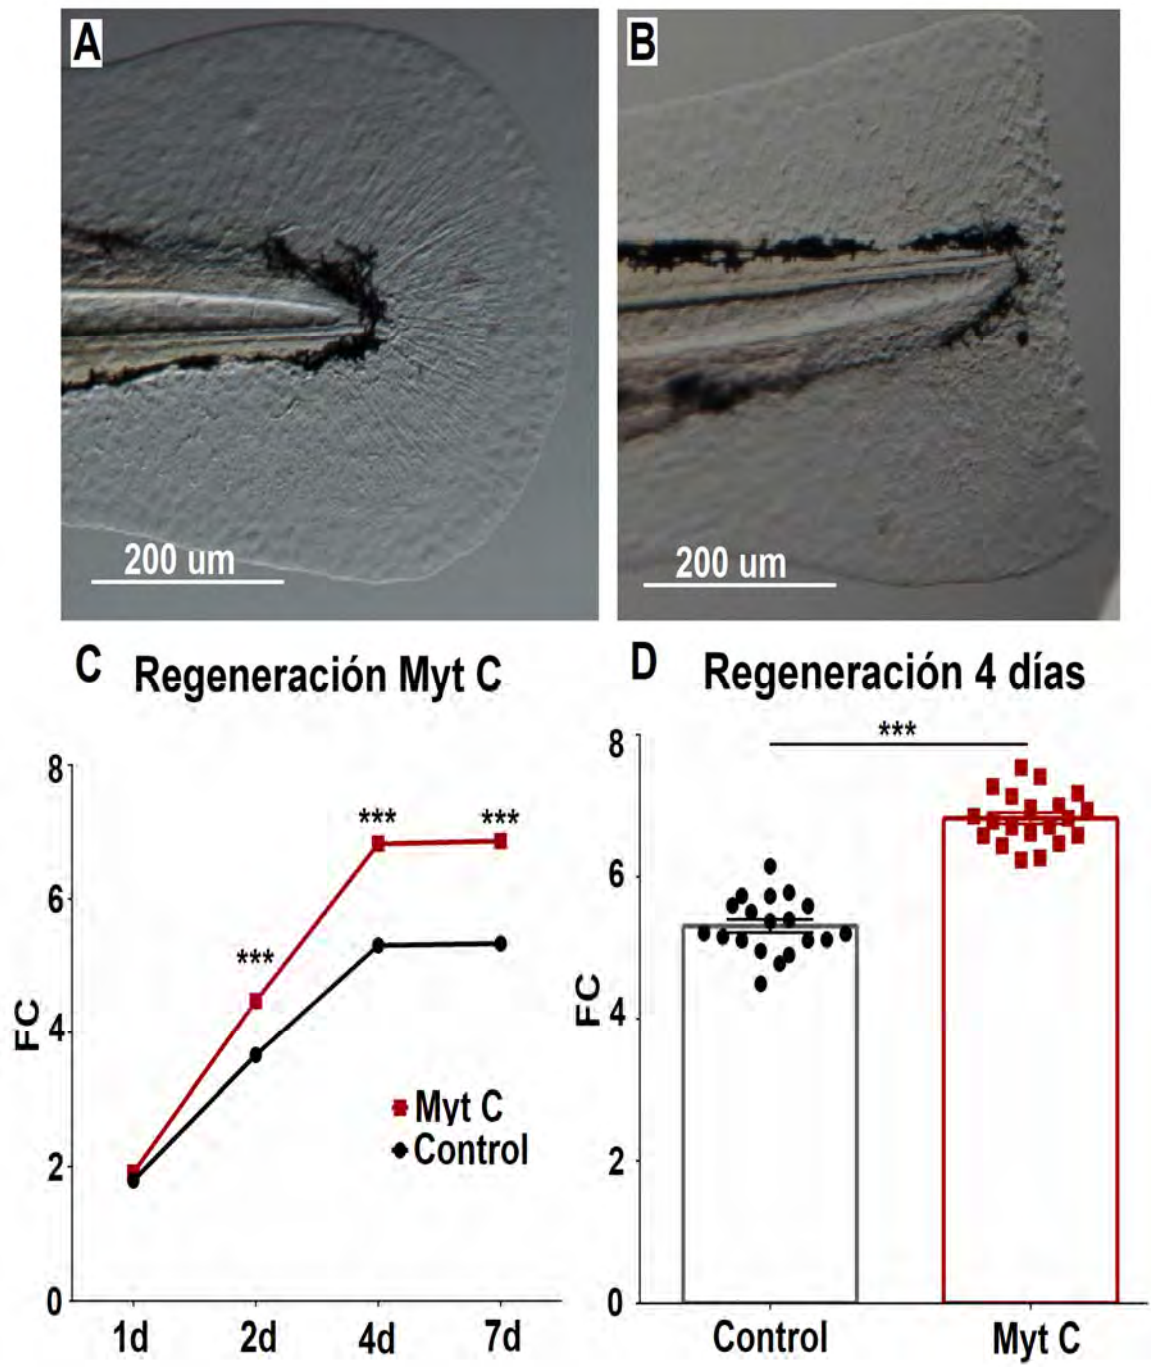 A
B
200 um
200 um
C
Regeneración Myt C
8
6
4
2
0
FC
***
***
***
Myt C
Control
1d
2d
4d
7d
D
Regeneración 4 días
***
8
6
4
2
0
FC
Control
Myt C